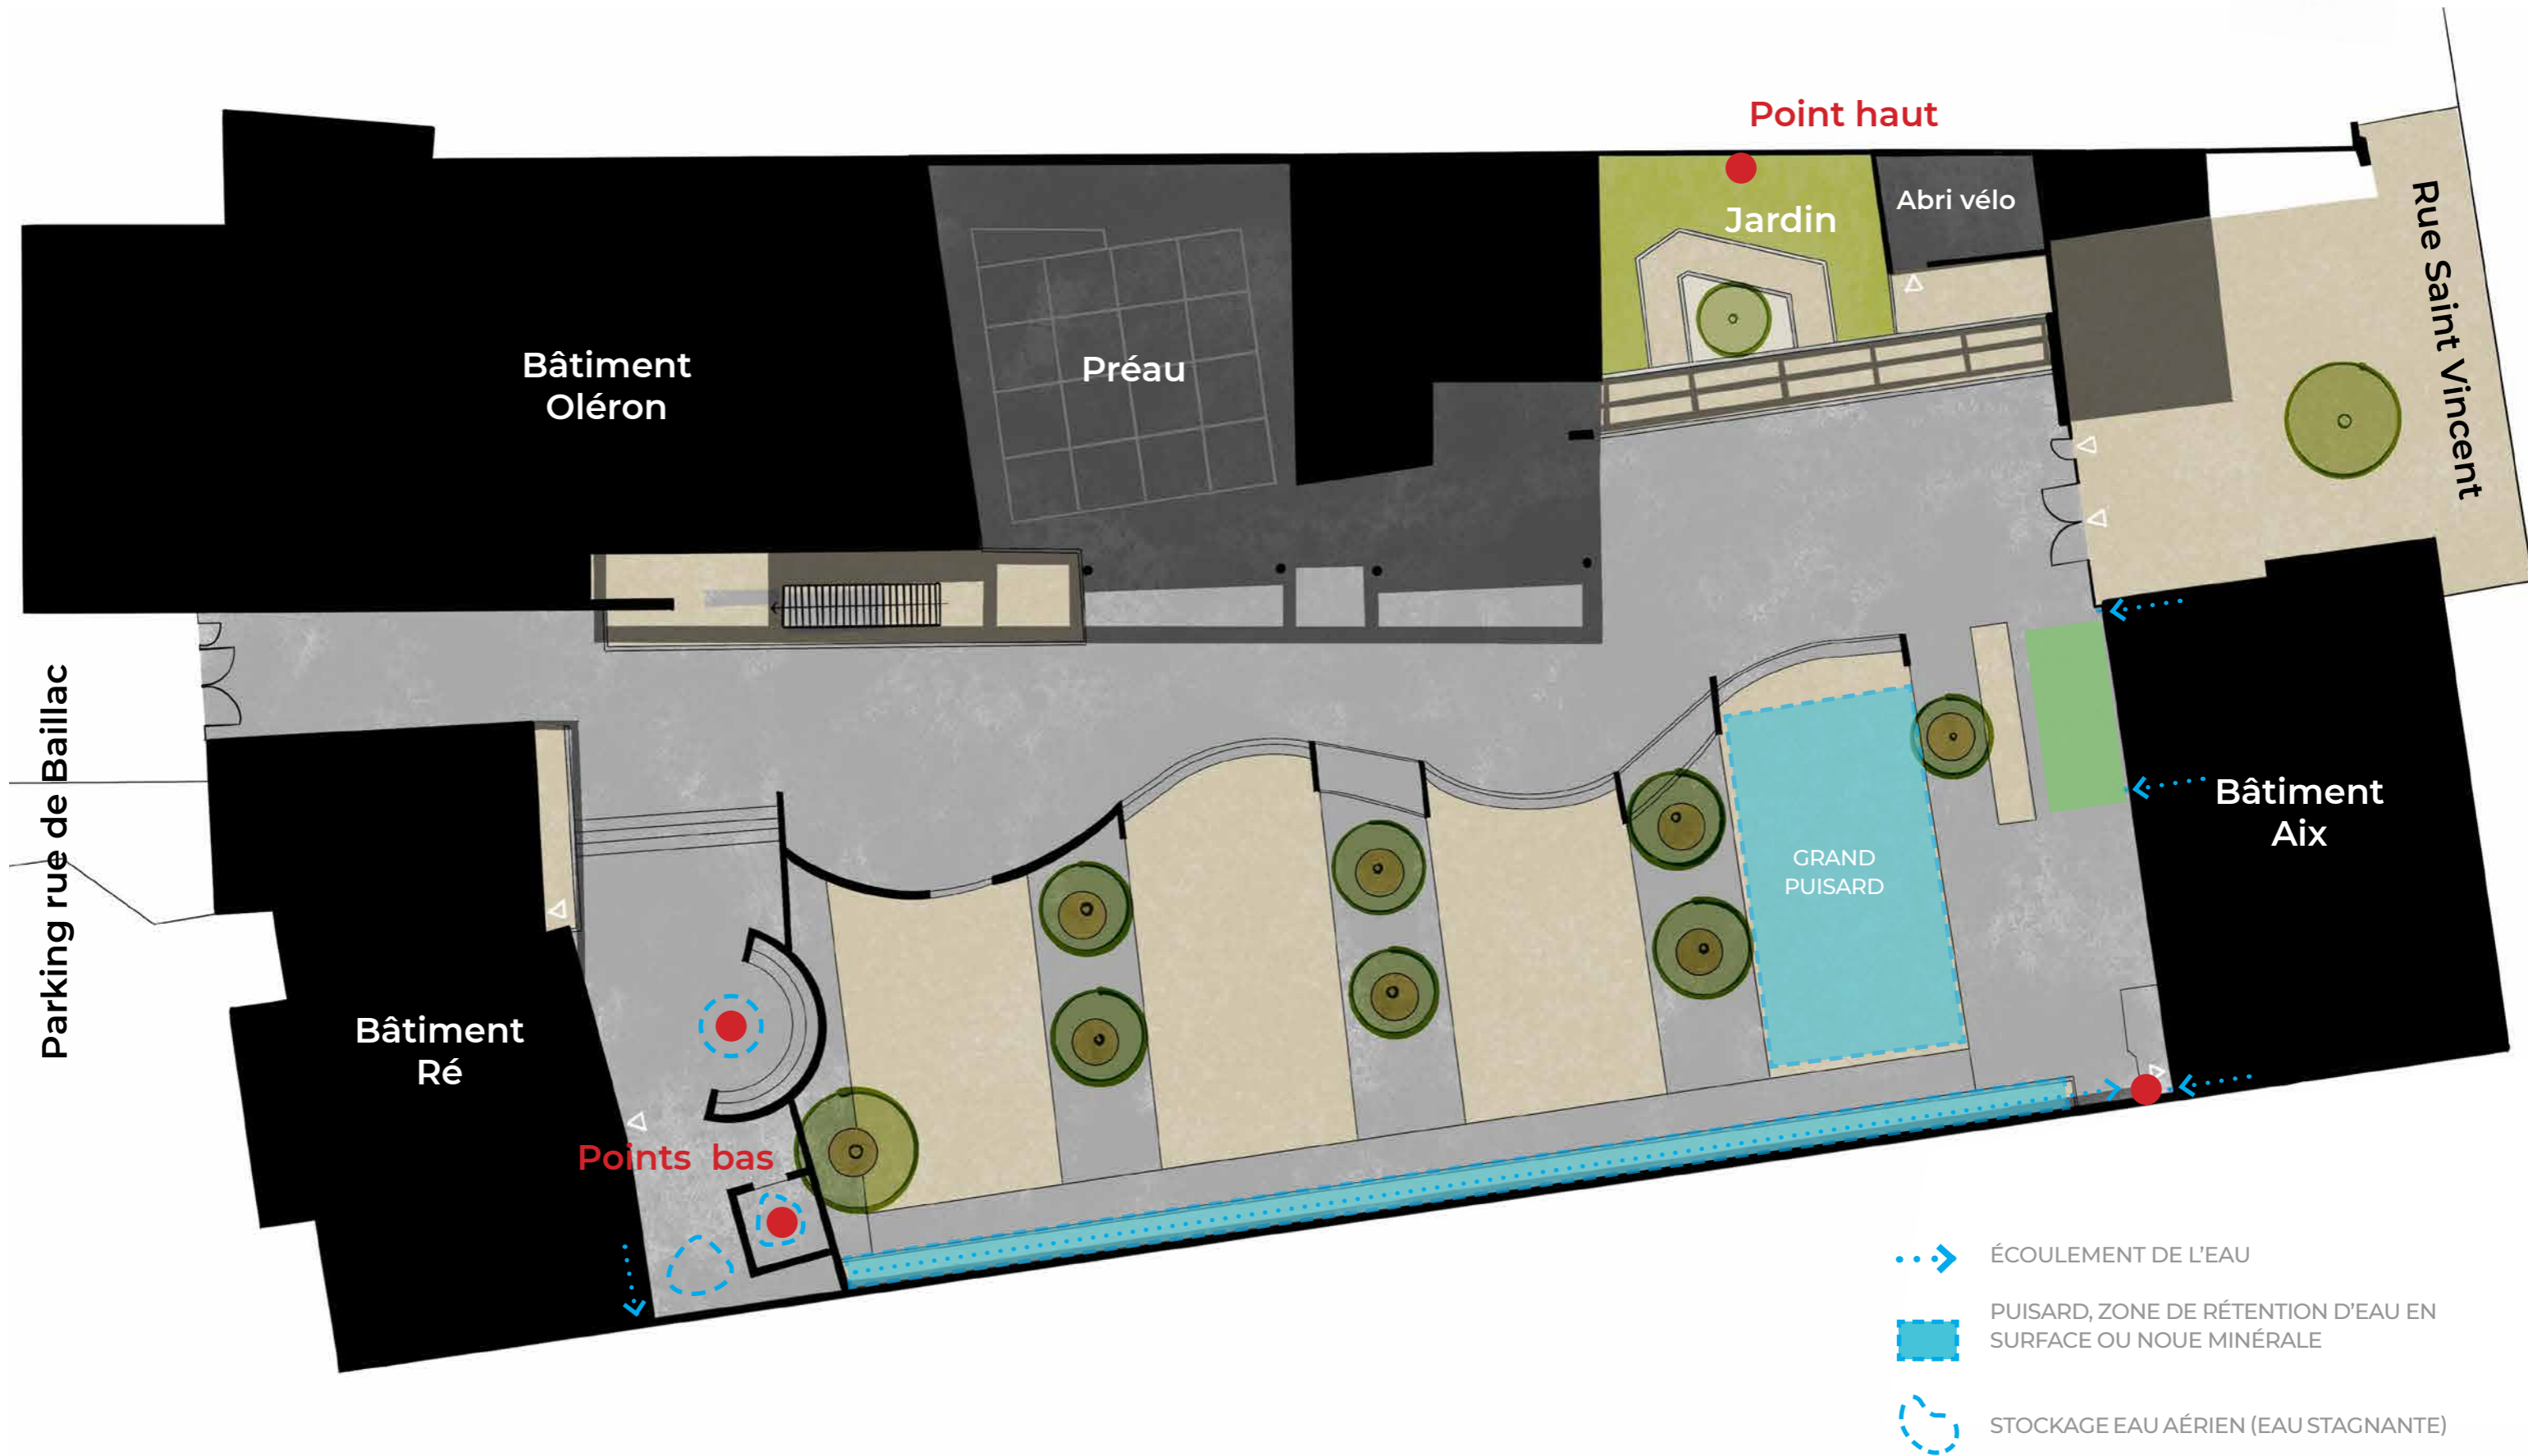 Point haut
Abri vélo
Jardin
Rue Saint Vincent
Bâtiment
Oléron
Préau
Parking rue de Baillac
Bâtiment
Aix
GRAND
PUISARD
Bâtiment
Ré
Points bas
ÉCOULEMENT DE L'EAU
PUISARD, ZONE DE RÉTENTION D'EAU EN
SURFACE OU NOUE MINÉRALE
STOCKAGE EAU AÉRIEN (EAU STAGNANTE)